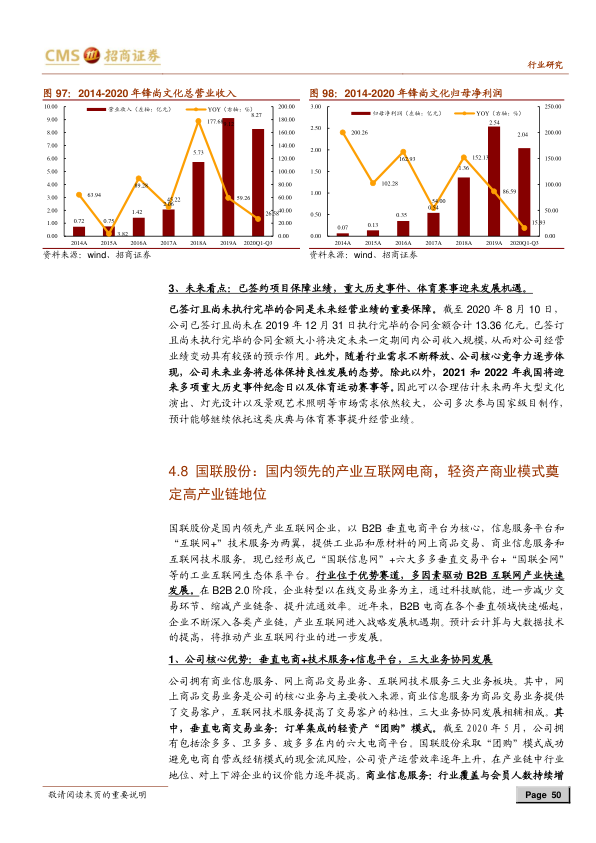 CMS 招商证券
行业研究
图 97：2014-2020 年锋尚文化总营业收入
图 98：2014-2020 年锋尚文化归母净利润
营业收入（左轴：亿元） YOY（右轴：%）
10.00
9.00
8.00
7.00
6.00
5.00
4.00
3.00
2.00
1.00
0.00
200.00
180.00
160.00
140.00
120.00
100.00
80.00
60.00
40.00
20.00
0.00
0.72
0.75
1.42
2.06
5.73
8.27
63.94
3.82
89.28
45.22
177.68
59.26
26.58
2014A 2015A 2016A 2017A 2018A 2019A 2020Q1-Q3
归母净利润（左轴：亿元） YOY（右轴：%）
3.00
2.50
2.00
1.50
1.00
0.50
0.00
250.00
200.00
150.00
100.00
50.00
0.00
0.07
0.13
0.35
0.54
1.36
2.54
2.04
200.26
102.28
162.93
54.00
152.13
86.59
15.93
2014A 2015A 2016A 2017A 2018A 2019A 2020Q1-Q3
资料来源：wind、招商证券
资料来源：wind、招商证券
3、未来看点：已签约项目保障业绩，重大历史事件、体育赛事迎来发展机遇。
已签订且尚未执行完毕的合同是未来经营业绩的重要保障。截至 2020 年 8 月 10 日，
公司已签订且尚未在 2019 年 12 月 31 日执行完毕的合同金额合计 13.36 亿元。已签订
且尚未执行完毕的合同金额大小将决定未来一定期间内公司收入规模，从而对公司经营
业绩变动具有较强的预示作用。此外，随着行业需求不断释放、公司核心竞争力逐步体
现，公司未来业务将总体保持良性发展的态势。除此以外，2021 和 2022 年我国将迎
来多项重大历史事件纪念日以及体育运动赛事等。因此可以合理估计未来两年大型文化
演出、灯光设计以及景观艺术照明等市场需求依然较大，公司多次参与国家级目制作，
预计能够继续依托这类庆典与体育赛事提升经营业绩。
4.8 国联股份：国内领先的产业互联网电商，轻资产商业模式奠
定高产业链地位
国联股份是国内领先产业互联网企业，以 B2B 垂直电商平台为核心，信息服务平台和
“互联网+”技术服务为两翼，提供工业品和原材料的网上商品交易、商业信息服务和
互联网技术服务。现已经形成已“国联信息网”+六大多多垂直交易平台+“国联全网”
等的工业互联网生态体系平台。行业位于优势赛道，多因素驱动 B2B 互联网产业快速
发展。在 B2B 2.0 阶段，企业转型以在线交易业务为主，通过科技赋能，进一步减少交
易环节、缩减产业链条、提升流通效率。近年来，B2B 电商在各个垂直领域快速崛起，
企业不断深入各类产业链，产业互联网进入战略发展机遇期。预计云计算与大数据技术
的提高，将推动产业互联网行业的进一步发展。
1、公司核心优势：垂直电商+技术服务+信息平台，三大业务协同发展
公司拥有商业信息服务、网上商品交易业务、互联网技术服务三大业务板块。其中，网
上商品交易业务是公司的核心业务与主要收入来源，商业信息服务为商品交易业务提供
了交易客户，互联网技术服务提高了交易客户的粘性，三大业务协同发展相辅相成。其
中，垂直电商交易业务：订单集成的轻资产“团购”模式。截至 2020 年 5 月，公司拥
有包括涂多多、卫多多、玻多多在内的六大电商平台。国联股份采取“团购”模式成功
避免电商自营或经销模式的现金流风险，公司资产运营效率逐年上升，在产业链中行业
地位、对上下游企业的议价能力逐年提高。商业信息服务：行业覆盖与会员人数持续增
敬请阅读末页的重要说明
Page 50